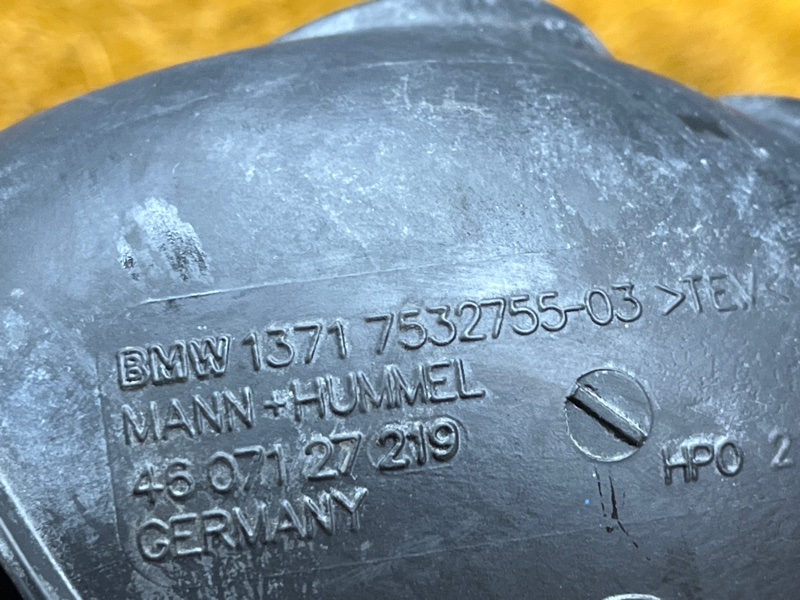 BMW 1371 7532755-03 >TEV<
MANN+HUMMEL
46 071 27 219
GERMANY
HPO 2